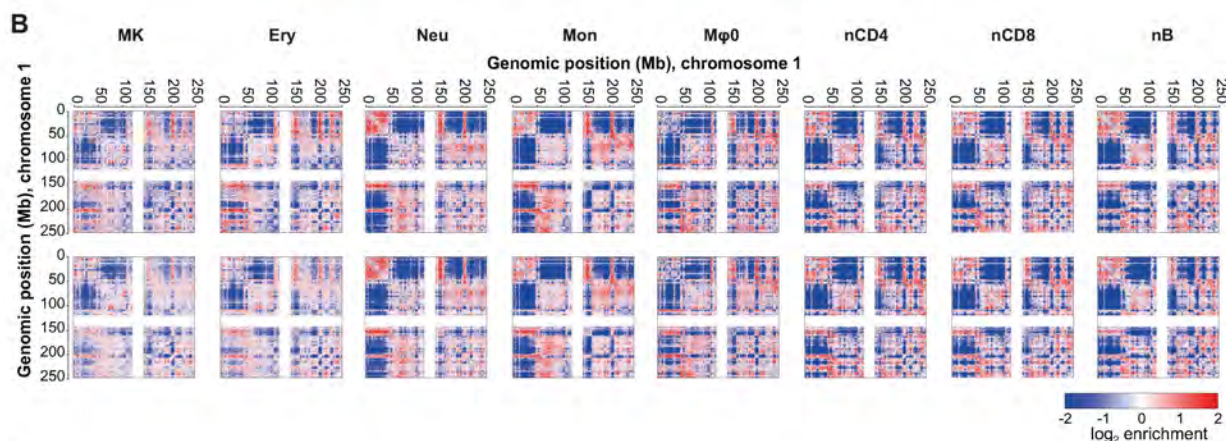 B
MK Ery Neu Mon Mφ0 nCD4 nCD8 nB
Genomic position (Mb), chromosome 1
0 50 100 150 200 250 0 50 100 150 200 250 0 50 100 150 200 250 0 50 100 150 200 250 0 50 100 150 200 250 0 50 100 150 200 250 0 50 100 150 200 250 0 50 100 150 200 250
Genomic position (Mb), chromosome 1
0
50
100
150
200
250
0
50
100
150
200
250
-2 -1 0 1 2
log₂ enrichment